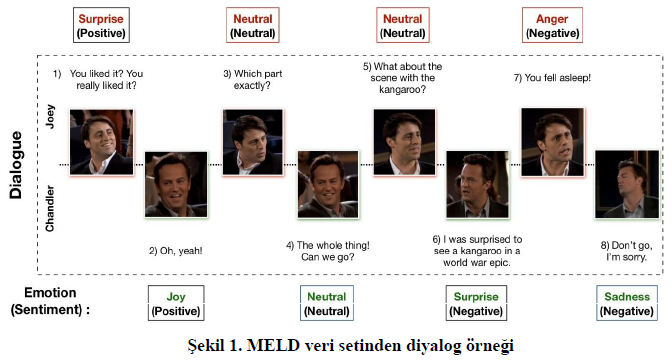 Surprise
(Positive)
Neutral
(Neutral)
Neutral
(Neutral)
Anger
(Negative)
Dialogue
Joey
1) You liked it? You
really liked it?
3) Which part
exactly?
5) What about the
scene with the
kangaroo?
7) You fell asleep!
Chandler
2) Oh, yeah!
4) The whole thing!
Can we go?
6) I was surprised to
see a kangaroo in a
world war epic.
8) Don't go,
I'm sorry.
Emotion
(Sentiment) :
Joy
(Positive)
Neutral
(Neutral)
Surprise
(Negative)
Sadness
(Negative)
Şekil 1. MELD veri setinden diyalog örneği